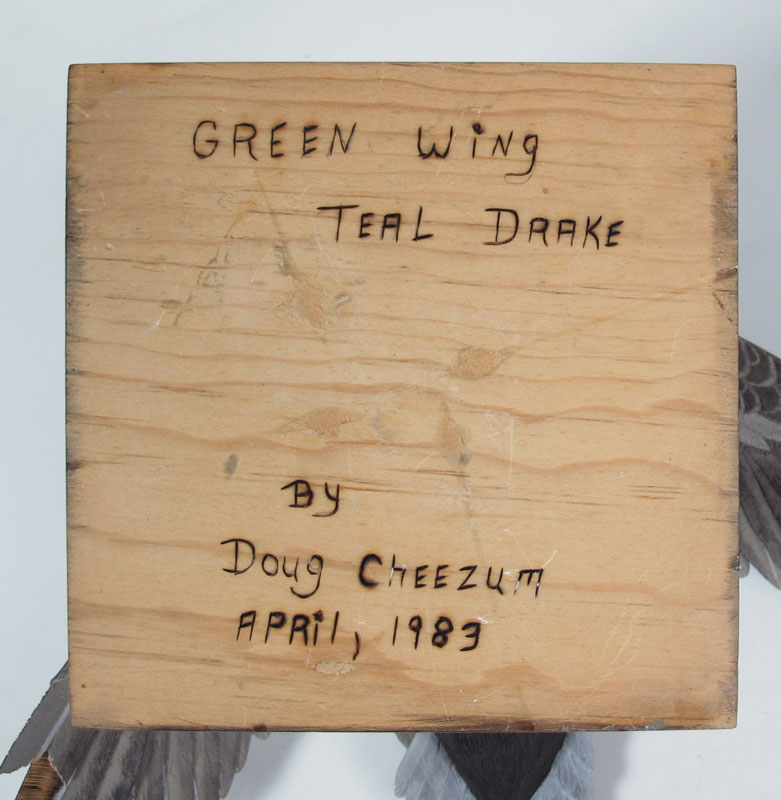 GREEN WiNg
TEAL DRAKE
By
Doug CHEEZUM
APRil, 1983